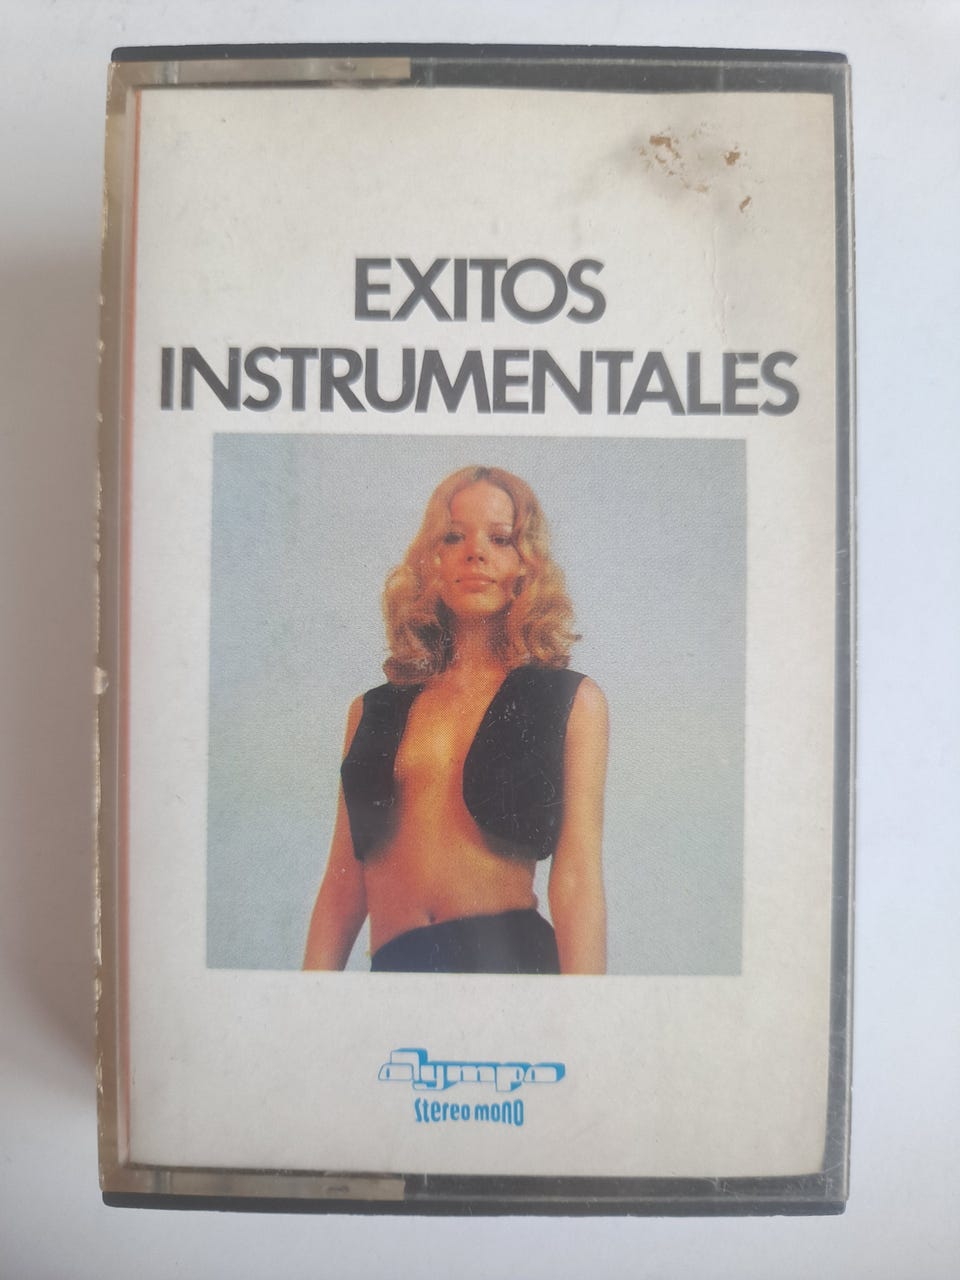 EXITOS
INSTRUMENTALES
Olympo
Stereo mono